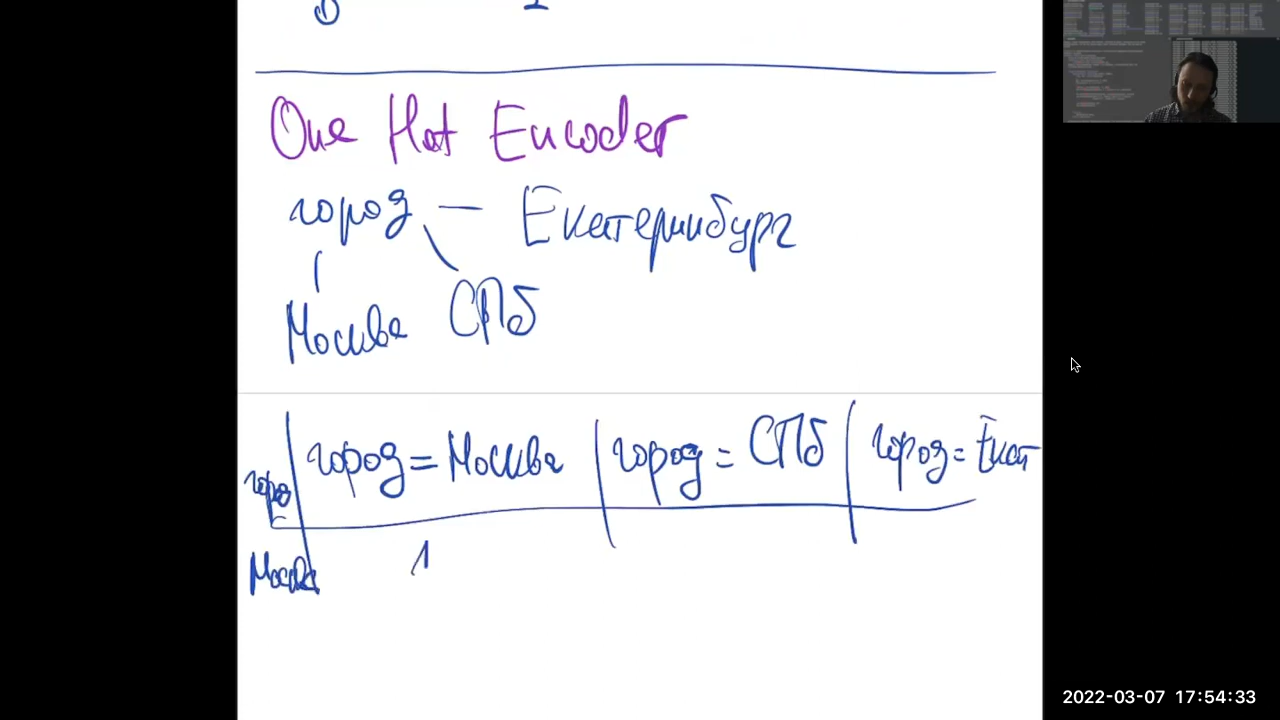 One Hot Encoder
город — Екатеринбург
Москва СПб
город город = Москва город = СПб город = Екат
Москва 1
2022-03-07 17:54:33